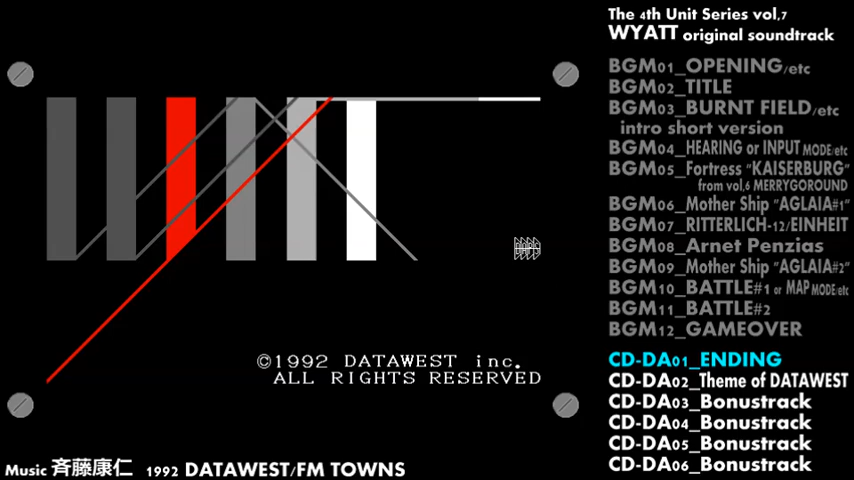 The 4th Unit Series vol,7
WYATT original soundtrack
BGM01_OPENING/etc
BGM02_TITLE
BGM03_BURNT FIELD/etc
intro short version
BGM04_HEARING or INPUT MODE/etc
BGM05_Fortress "KAISERBURG"
from vol,6 MERRYGOROUND
BGM06_Mother Ship "AGLAIA#1"
BGM07_RITTERLICH-12/EINHEIT
BGM08_Arnet Penzias
BGM09_Mother Ship "AGLAIA#2"
BGM10_BATTLE#1 or MAP MODE/etc
BGM11_BATTLE#2
BGM12_GAMEOVER
CD-DA01_ENDING
CD-DA02_Theme of DATAWEST
CD-DA03_Bonustrack
CD-DA04_Bonustrack
CD-DA05_Bonustrack
CD-DA06_Bonustrack
©1992 DATAWEST inc.
ALL RIGHTS RESERVED
Music 斉藤康仁 1992 DATAWEST/FM TOWNS